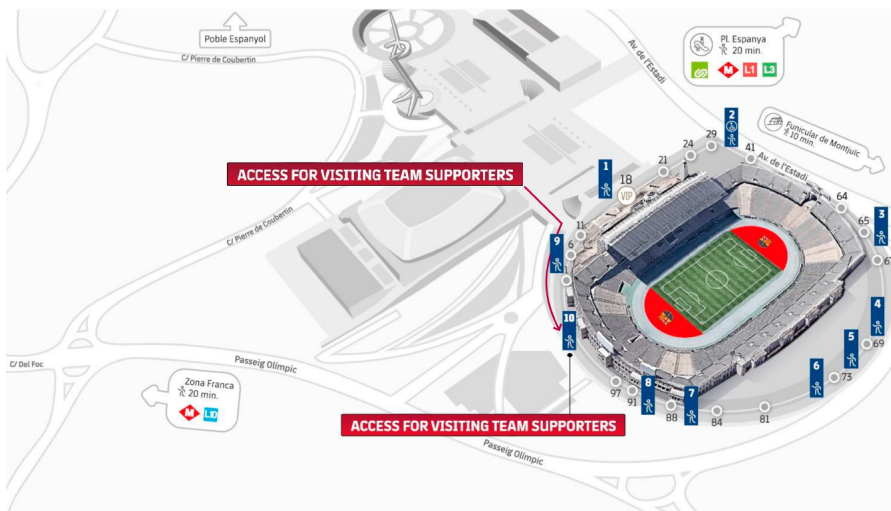 Poble Espanyol
C/ Pierre de Coubertin
Av. de l'Estadi
Pl. Espanya
20 min.
M L1 L3
Funicular de Montjuïc
10 min.
Av. de l'Estadi
2
29
24
41
21
1
18
VIP
ACCESS FOR VISITING TEAM SUPPORTERS
64
65
3
11
6
9
C/ Pierre de Coubertin
4
10
5
69
6
73
97
91
8
88
7
84
81
C/ Del Foc
Passeig Olímpic
Zona Franca
20 min.
M L10
ACCESS FOR VISITING TEAM SUPPORTERS
Passeig Olímpic